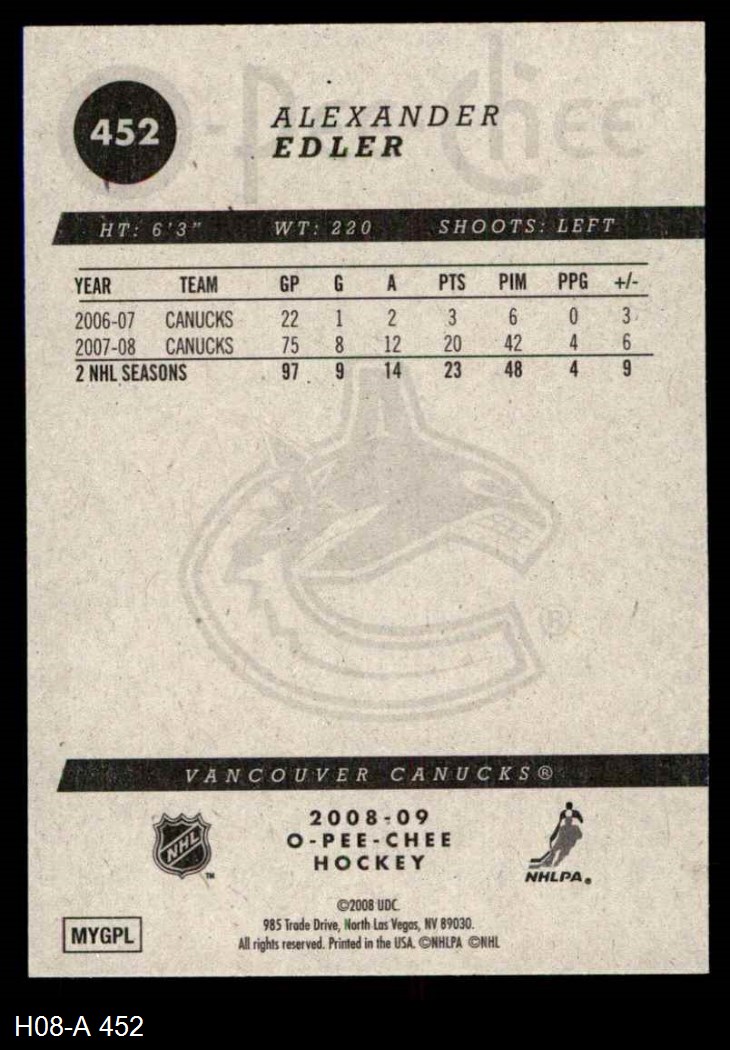 O-Pee-Chee
452
ALEXANDER
EDLER
HT: 6'3" WT: 220 SHOOTS: LEFT
YEAR TEAM GP G A PTS PIM PPG +/-
2006-07 CANUCKS 22 1 2 3 6 0 3
2007-08 CANUCKS 75 8 12 20 42 4 6
2 NHL SEASONS 97 9 14 23 48 4 9
®
VANCOUVER CANUCKS®
NHL
TM
2008-09
O-PEE-CHEE
HOCKEY
NHLPA®
©2008 UDC.
985 Trade Drive, North Las Vegas, NV 89030.
All rights reserved. Printed in the USA. ©NHLPA ©NHL
MYGPL
H08-A 452